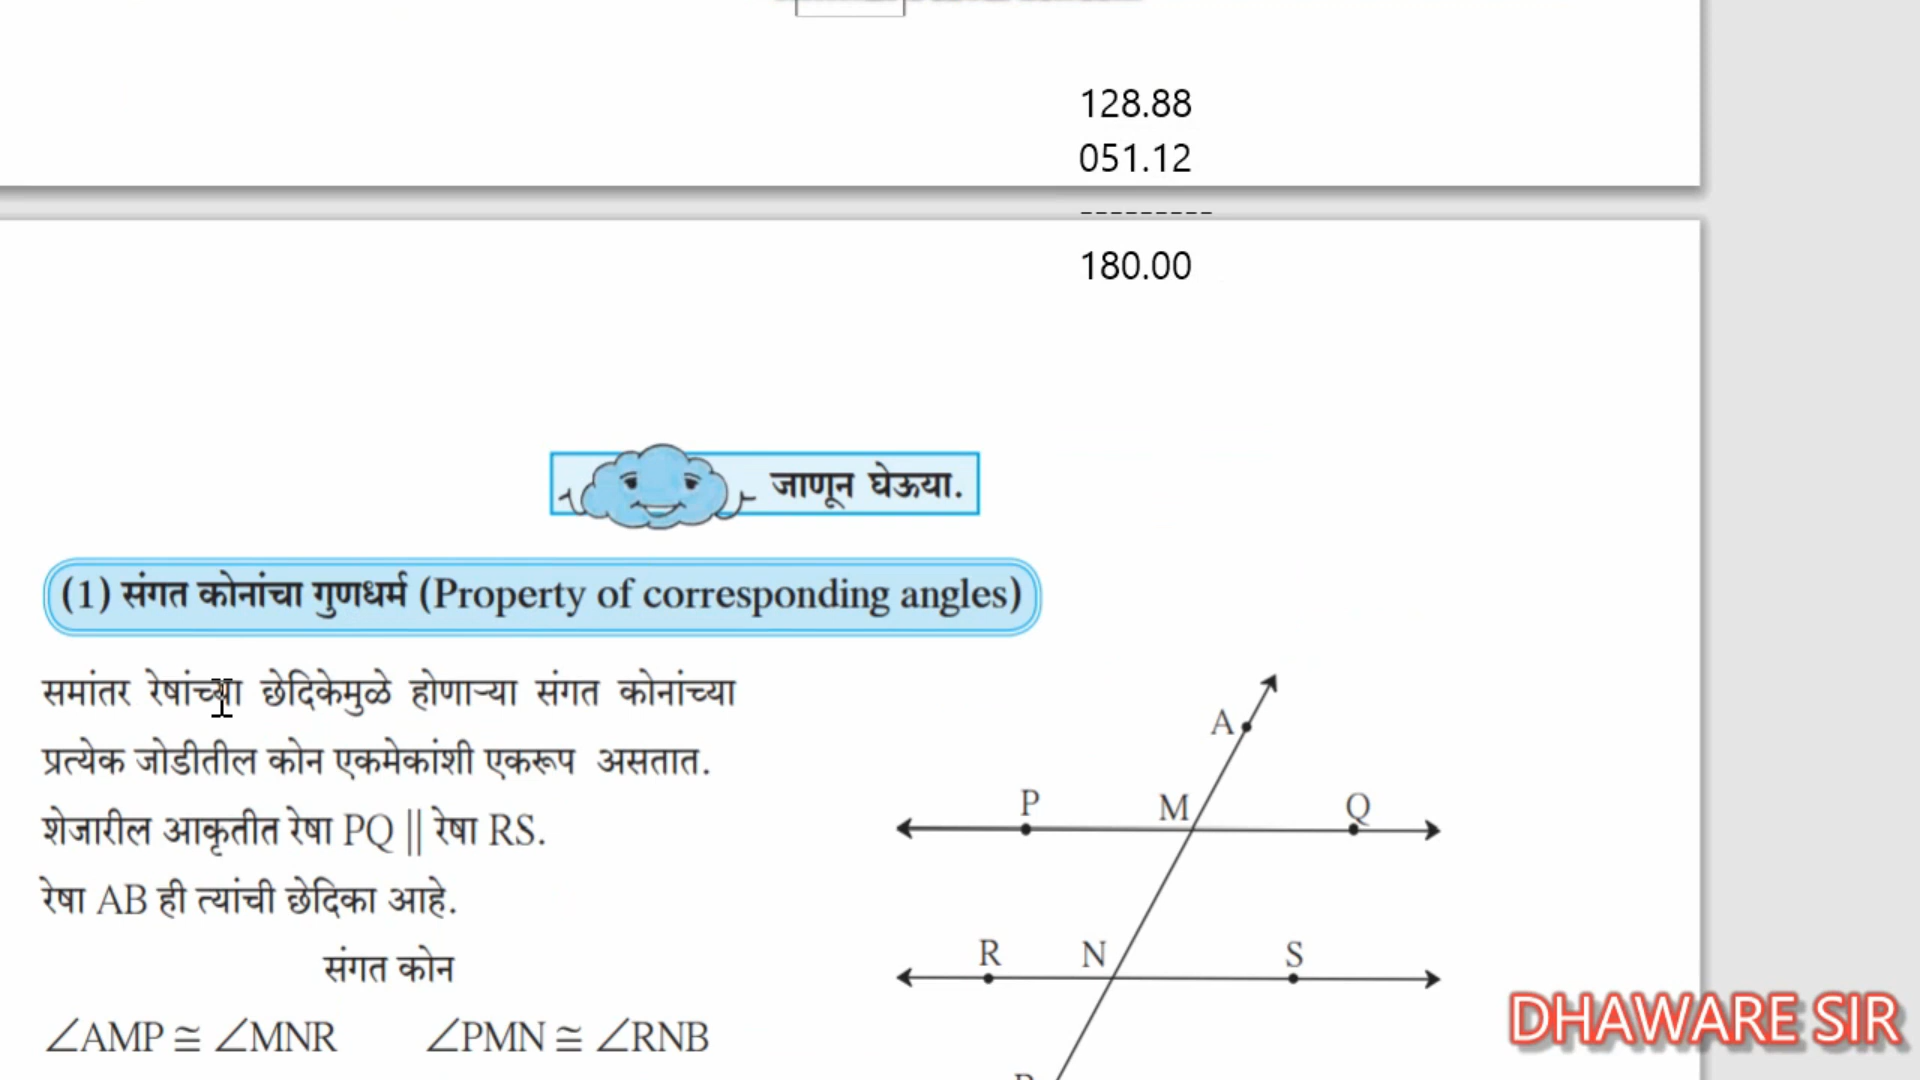 128.88
051.12
---------
180.00
जाणून घेऊया.
(1) संगत कोनांचा गुणधर्म (Property of corresponding angles)
समांतर रेषांच्या छेदिकेमुळे होणाऱ्या संगत कोनांच्या
प्रत्येक जोडीतील कोन एकमेकांशी एकरूप असतात.
शेजारील आकृतीत रेषा PQ || रेषा RS.
रेषा AB ही त्यांची छेदिका आहे.
संगत कोन
∠AMP ≅ ∠MNR ∠PMN ≅ ∠RNB
A
P M Q
R N S
DHAWARE SIR